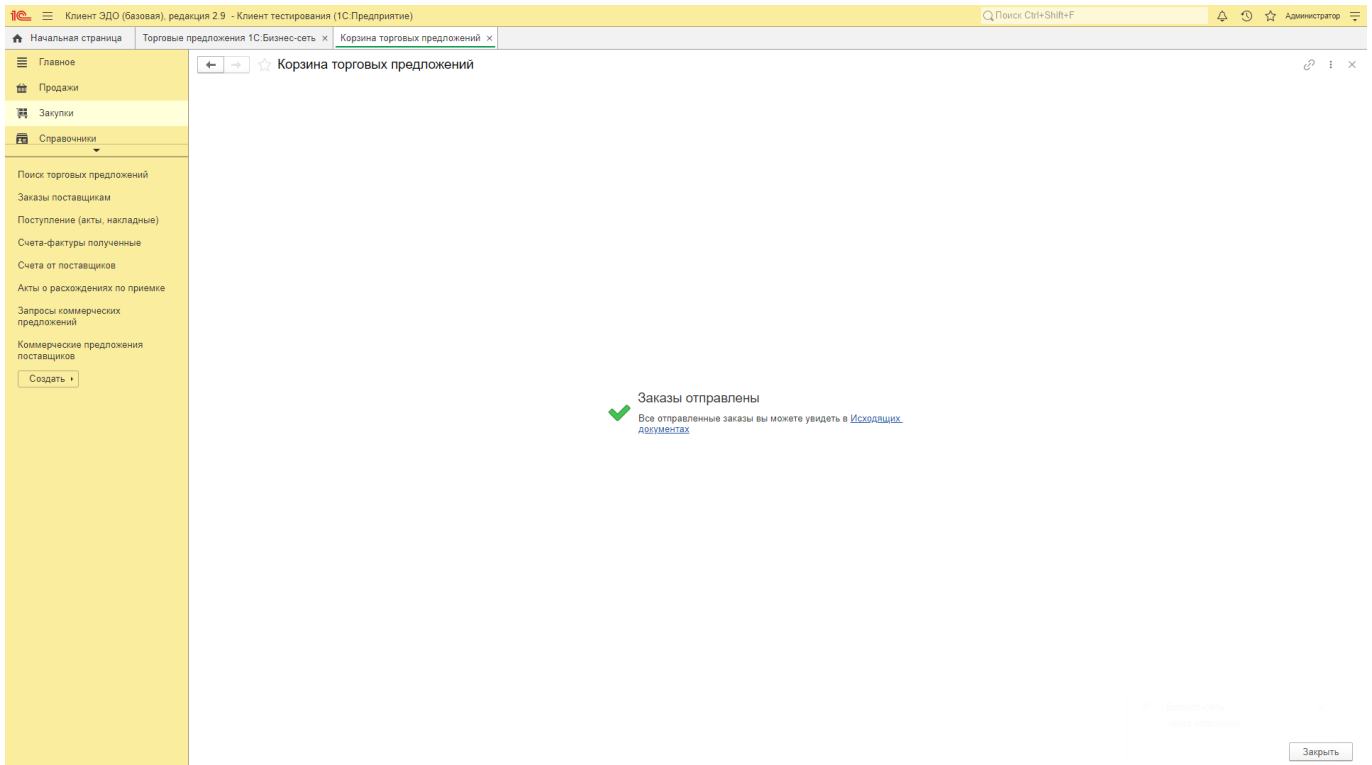 1С Клиент ЭДО (базовая), редакция 2.9 - Клиент тестирования (1С:Предприятие) Поиск Ctrl+Shift+F Администратор
Начальная страница Торговые предложения 1С:Бизнес-сеть × Корзина торговых предложений ×
Главное
Продажи
Закупки
Справочники
Поиск торговых предложений
Заказы поставщикам
Поступление (акты, накладные)
Счета-фактуры полученные
Счета от поставщиков
Акты о расхождениях по приемке
Запросы коммерческих
предложений
Коммерческие предложения
поставщиков
Создать
Корзина торговых предложений
Заказы отправлены
Все отправленные заказы вы можете увидеть в Исходящих
документах
Закрыть